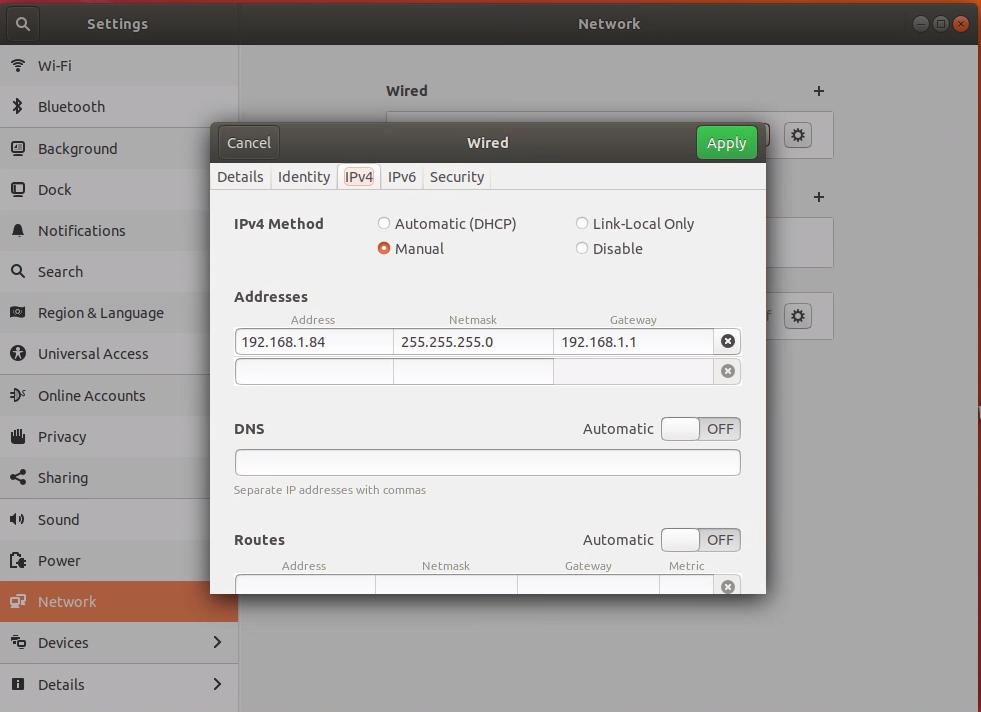 Settings
Network
Wi-Fi
Bluetooth
Background
Dock
Notifications
Search
Region & Language
Universal Access
Online Accounts
Privacy
Sharing
Sound
Power
Network
Devices
Details
Wired
Cancel
Wired
Apply
Details
Identity
IPv4
IPv6
Security
IPv4 Method
Automatic (DHCP)
Link-Local Only
Manual
Disable
Addresses
Address
Netmask
Gateway
192.168.1.84
255.255.255.0
192.168.1.1
DNS
Automatic
OFF
Separate IP addresses with commas
Routes
Automatic
OFF
Address
Netmask
Gateway
Metric